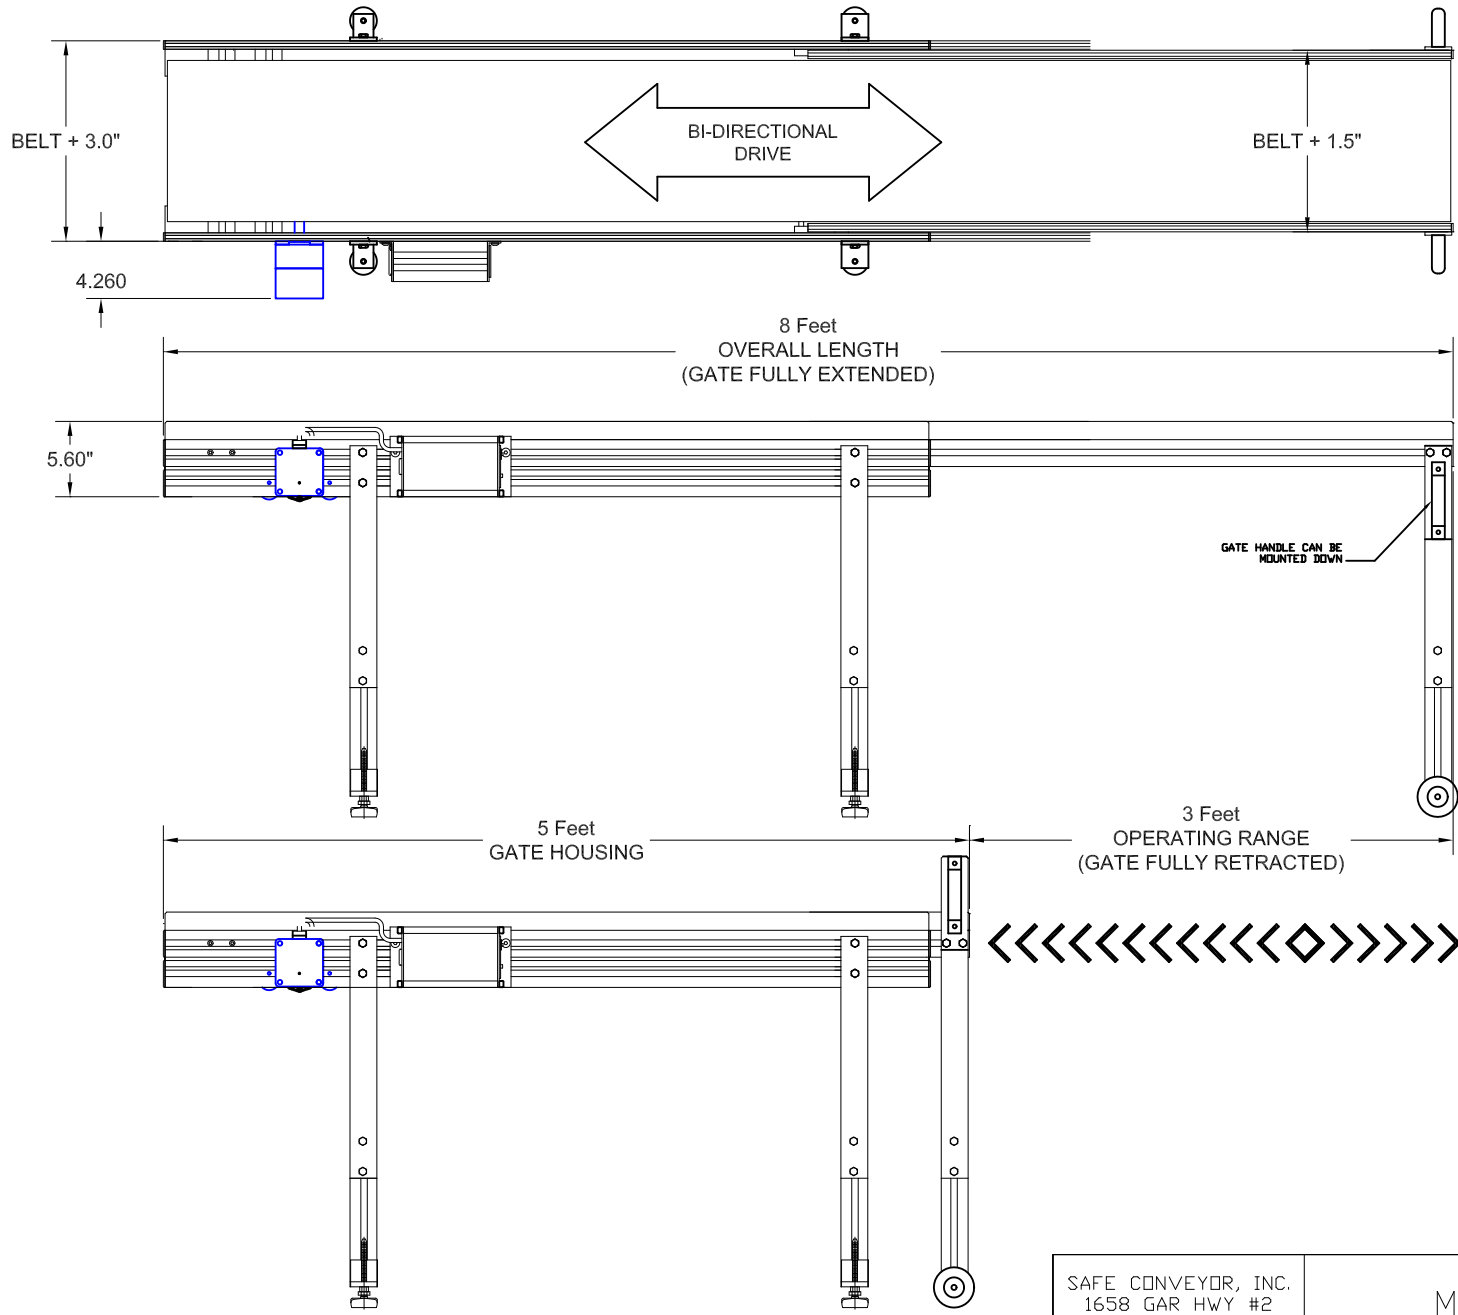 BELT + 3.0"
BI-DIRECTIONAL
DRIVE
BELT + 1.5"
4.260
8 Feet
OVERALL LENGTH
(GATE FULLY EXTENDED)
5.60"
GATE HANDLE CAN BE
MOUNTED DOWN
5 Feet
GATE HOUSING
3 Feet
OPERATING RANGE
(GATE FULLY RETRACTED)
SAFE CONVEYOR, INC.
1658 GAR HWY #2
M